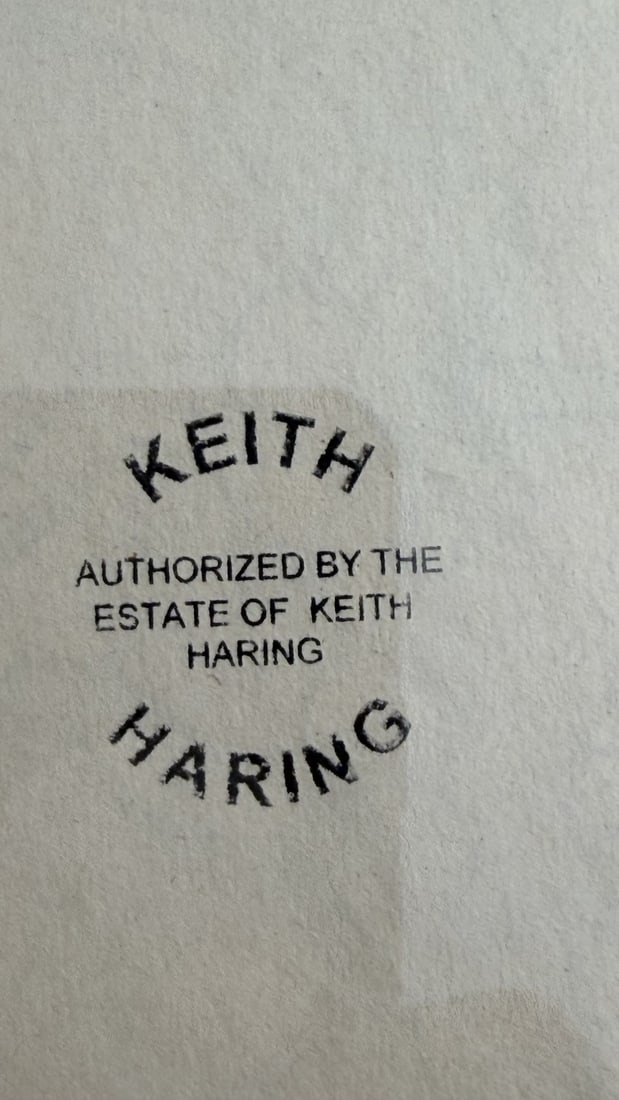 KEITH
AUTHORIZED BY THE
ESTATE OF KEITH
HARING
HARING